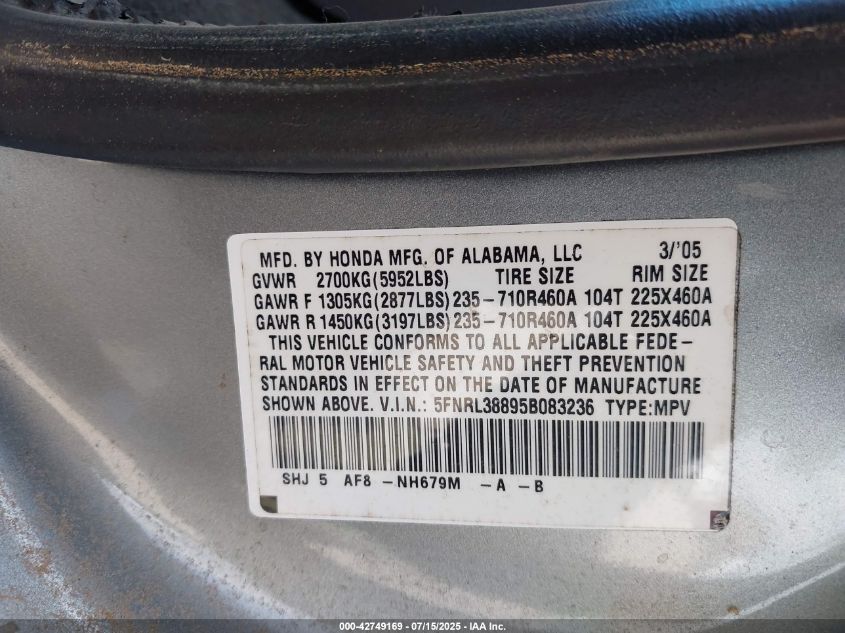 MFD. BY HONDA MFG. OF ALABAMA, LLC 3/'05
GVWR 2700KG(5952LBS) TIRE SIZE RIM SIZE
GAWR F 1305KG(2877LBS) 235-710R460A 104T 225X460A
GAWR R 1450KG(3197LBS) 235-710R460A 104T 225X460A
THIS VEHICLE CONFORMS TO ALL APPLICABLE FEDE-
RAL MOTOR VEHICLE SAFETY AND THEFT PREVENTION
STANDARDS IN EFFECT ON THE DATE OF MANUFACTURE
SHOWN ABOVE. V.I.N.: 5FNRL38895B083236 TYPE:MPV
SHJ 5 AF8 -NH679M -A -B
000-42749169 - 07/15/2025 - IAA Inc.